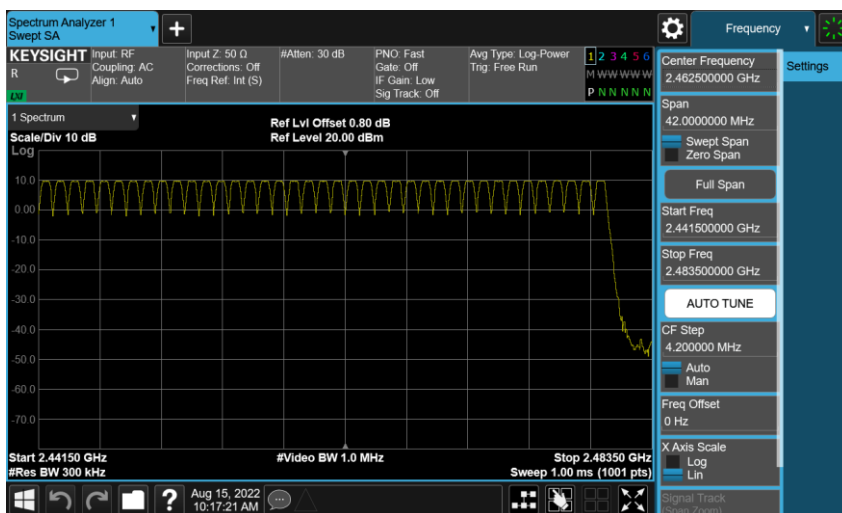 Spectrum Analyzer 1
Swept SA
Frequency
KEYSIGHT
R
LXI
Input: RF
Coupling: AC
Align: Auto
Input Z: 50 Ω
Corrections: Off
Freq Ref: Int (S)
#Atten: 30 dB
PNO: Fast
Gate: Off
IF Gain: Low
Sig Track: Off
Avg Type: Log-Power
Trig: Free Run
1 2 3 4 5 6
M W W W W W
P N N N N N
Center Frequency
2.462500000 GHz
Settings
Span
42.0000000 MHz
Swept Span
Zero Span
Full Span
Start Freq
2.441500000 GHz
Stop Freq
2.483500000 GHz
AUTO TUNE
CF Step
4.200000 MHz
Auto
Man
Freq Offset
0 Hz
X Axis Scale
Log
Lin
Signal Track
(Span Zoom)
1 Spectrum
Scale/Div 10 dB
Ref Lvl Offset 0.80 dB
Ref Level 20.00 dBm
Log
10.0
0.00
-10.0
-20.0
-30.0
-40.0
-50.0
-60.0
-70.0
Start 2.44150 GHz
#Video BW 1.0 MHz
Stop 2.48350 GHz
#Res BW 300 kHz
Sweep 1.00 ms (1001 pts)
?
Aug 15, 2022
10:17:21 AM